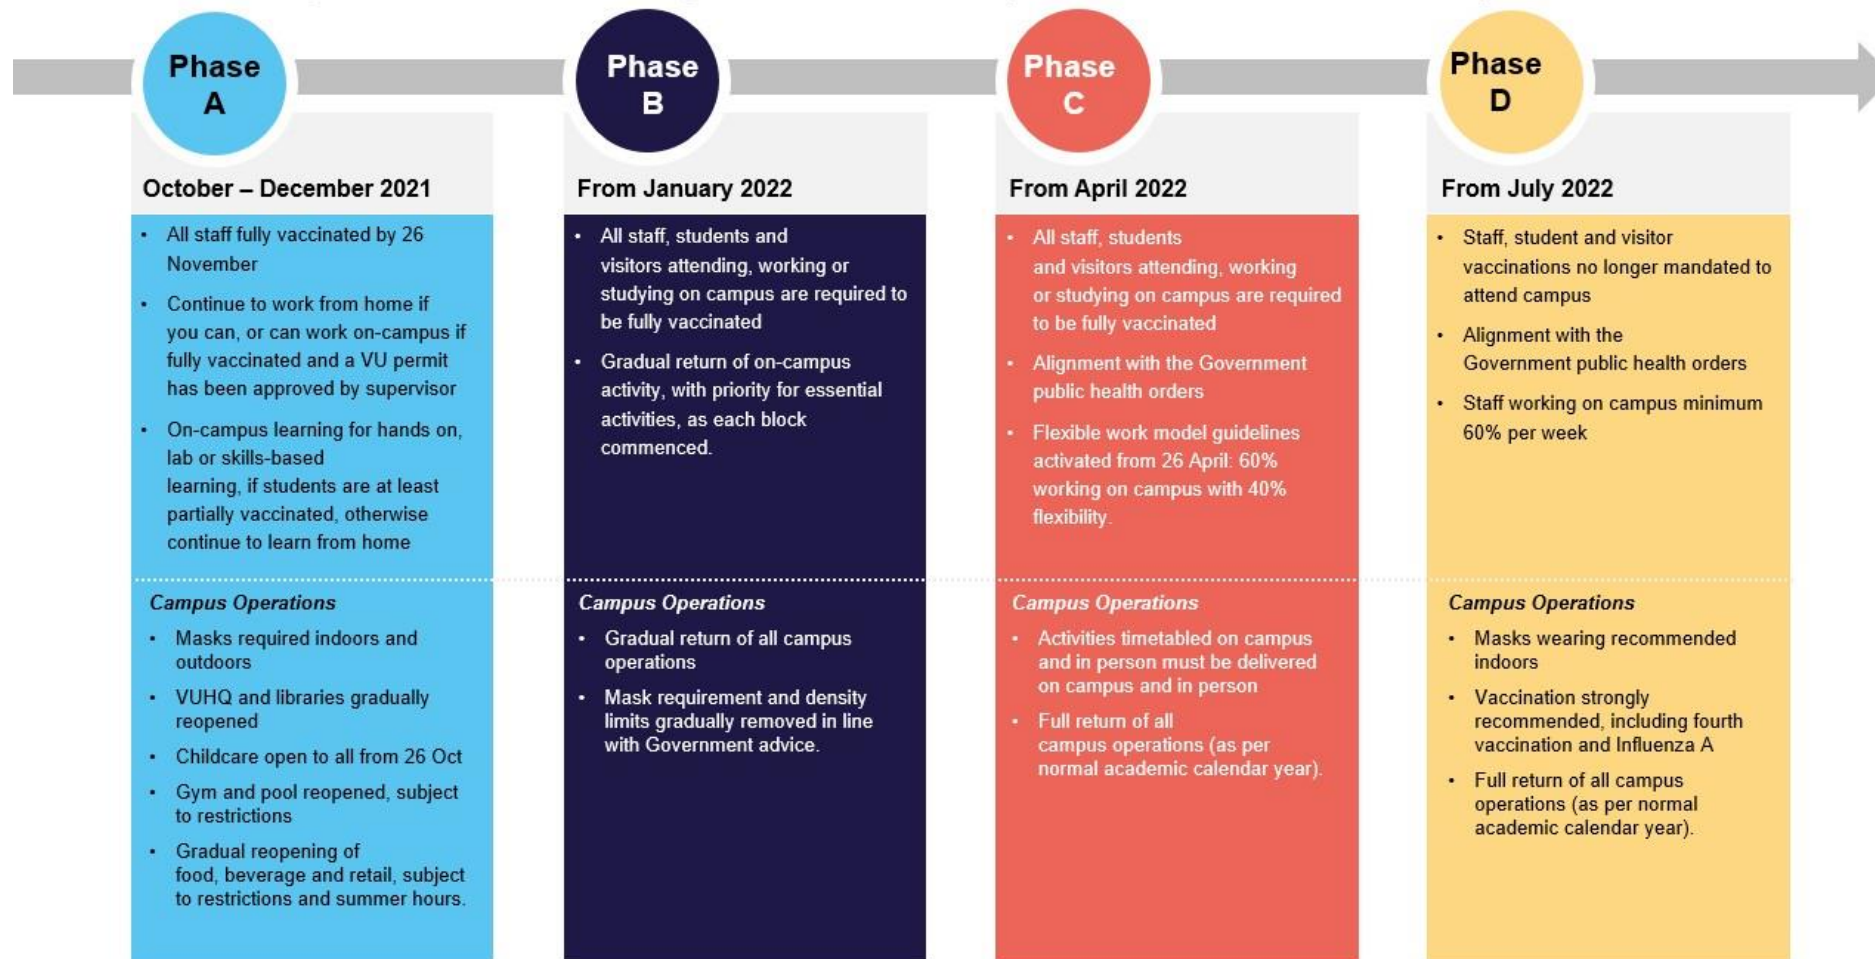 Phase
A
October – December 2021
• All staff fully vaccinated by 26
November
• Continue to work from home if
you can, or can work on-campus if
fully vaccinated and a VU permit
has been approved by supervisor
• On-campus learning for hands on,
lab or skills-based
learning, if students are at least
partially vaccinated, otherwise
continue to learn from home
Campus Operations
• Masks required indoors and
outdoors
• VUHQ and libraries gradually
reopened
• Childcare open to all from 26 Oct
• Gym and pool reopened, subject
to restrictions
• Gradual reopening of
food, beverage and retail, subject
to restrictions and summer hours.
Phase
B
From January 2022
• All staff, students and
visitors attending, working or
studying on campus are required to
be fully vaccinated
• Gradual return of on-campus
activity, with priority for essential
activities, as each block
commenced.
Campus Operations
• Gradual return of all campus
operations
• Mask requirement and density
limits gradually removed in line
with Government advice.
Phase
C
From April 2022
• All staff, students
and visitors attending, working
or studying on campus are required
to be fully vaccinated
• Alignment with the Government
public health orders
• Flexible work model guidelines
activated from 26 April: 60%
working on campus with 40%
flexibility.
Campus Operations
• Activities timetabled on campus
and in person must be delivered
on campus and in person
• Full return of all
campus operations (as per
normal academic calendar year).
Phase
D
From July 2022
• Staff, student and visitor
vaccinations no longer mandated to
attend campus
• Alignment with the
Government public health orders
• Staff working on campus minimum
60% per week
Campus Operations
• Masks wearing recommended
indoors
• Vaccination strongly
recommended, including fourth
vaccination and Influenza A
• Full return of all campus
operations (as per normal
academic calendar year).